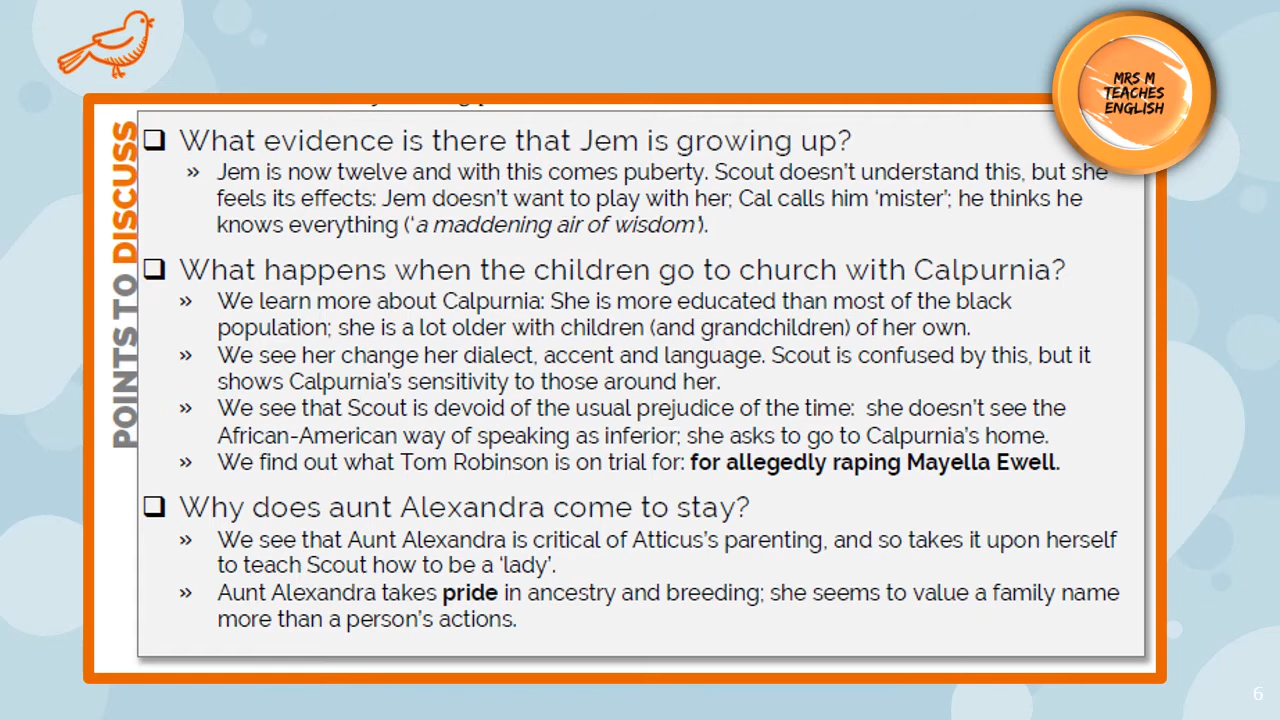 MRS M
TEACHES
ENGLISH
POINTS TO DISCUSS
What evidence is there that Jem is growing up?
» Jem is now twelve and with this comes puberty. Scout doesn't understand this, but she
feels its effects: Jem doesn't want to play with her; Cal calls him 'mister'; he thinks he
knows everything ('a maddening air of wisdom').
What happens when the children go to church with Calpurnia?
» We learn more about Calpurnia: She is more educated than most of the black
population; she is a lot older with children (and grandchildren) of her own.
» We see her change her dialect, accent and language. Scout is confused by this, but it
shows Calpurnia's sensitivity to those around her.
» We see that Scout is devoid of the usual prejudice of the time: she doesn't see the
African-American way of speaking as inferior; she asks to go to Calpurnia's home.
» We find out what Tom Robinson is on trial for: for allegedly raping Mayella Ewell.
Why does aunt Alexandra come to stay?
» We see that Aunt Alexandra is critical of Atticus's parenting, and so takes it upon herself
to teach Scout how to be a 'lady'.
» Aunt Alexandra takes pride in ancestry and breeding; she seems to value a family name
more than a person's actions.
6